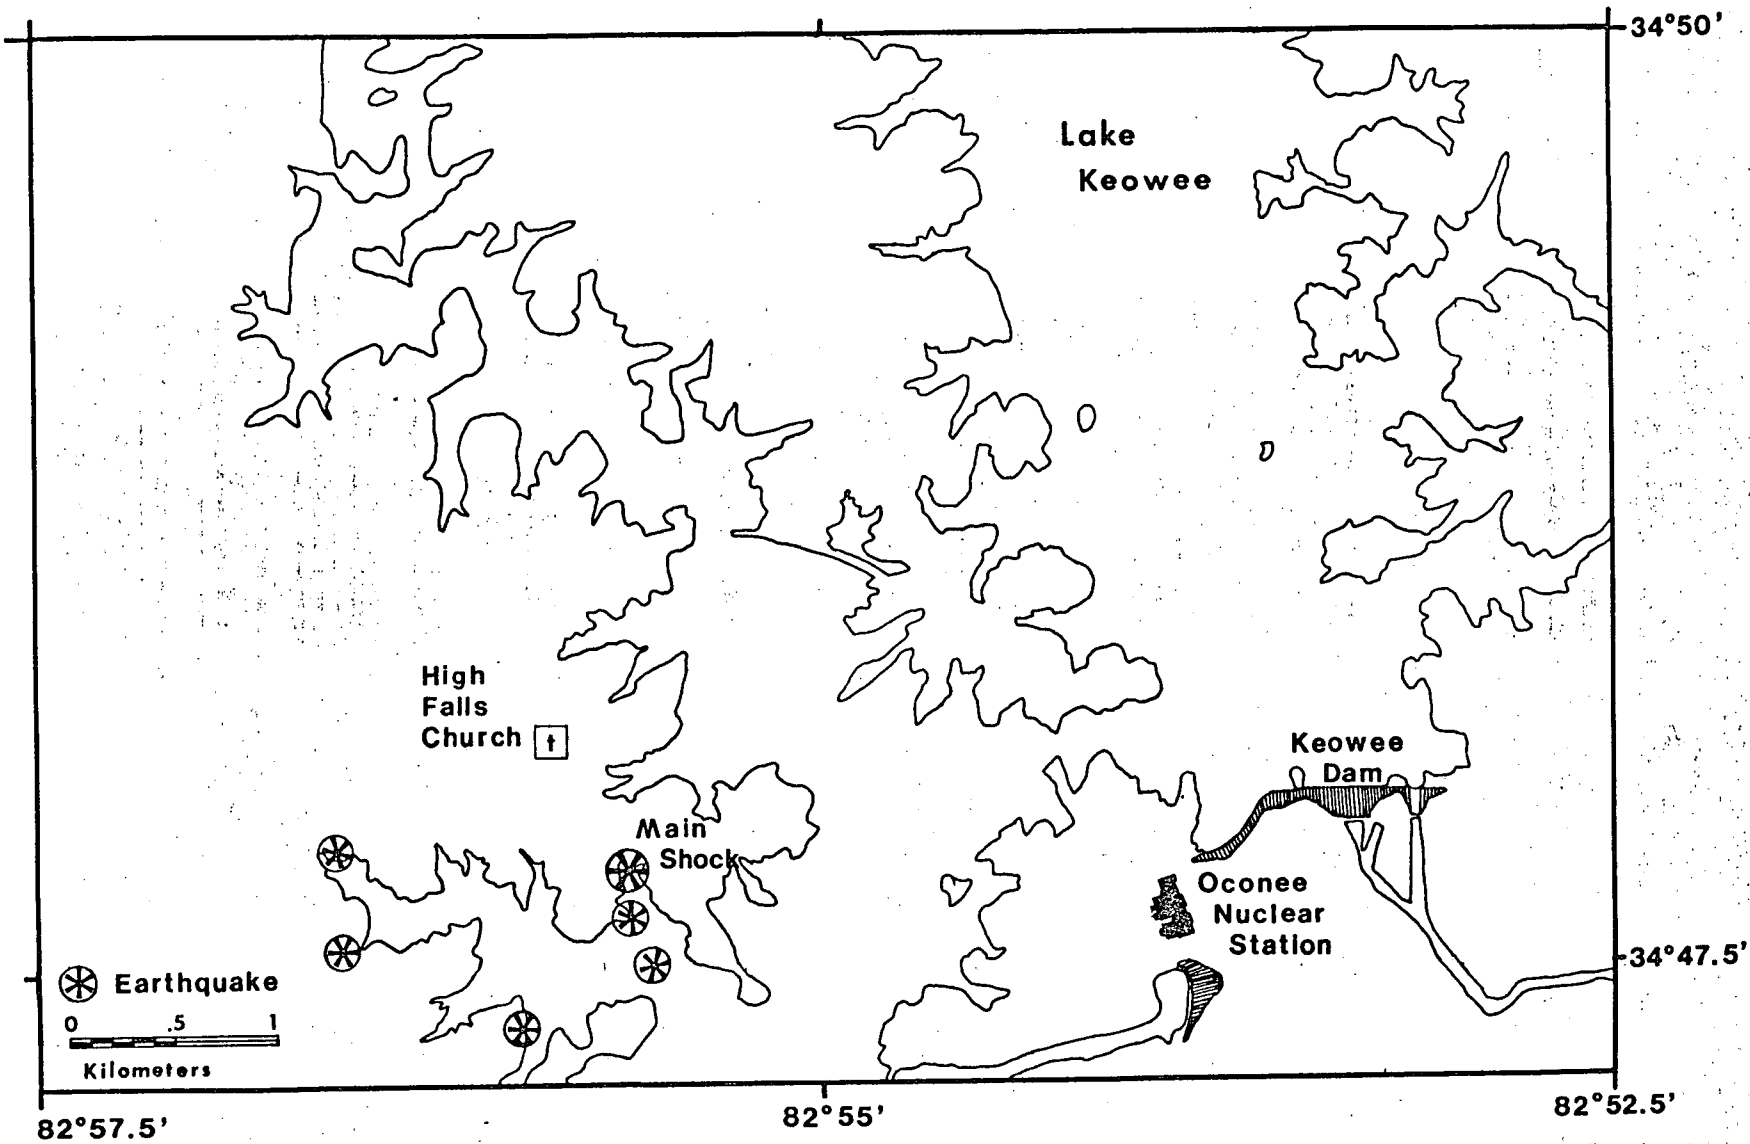 34°50'
Lake
Keowee
High
Falls
Church
t
Keowee
Dam
Main
Shock
Oconee
Nuclear
Station
34°47.5'
Earthquake
0 .5 1
Kilometers
82°57.5'
82°55'
82°52.5'